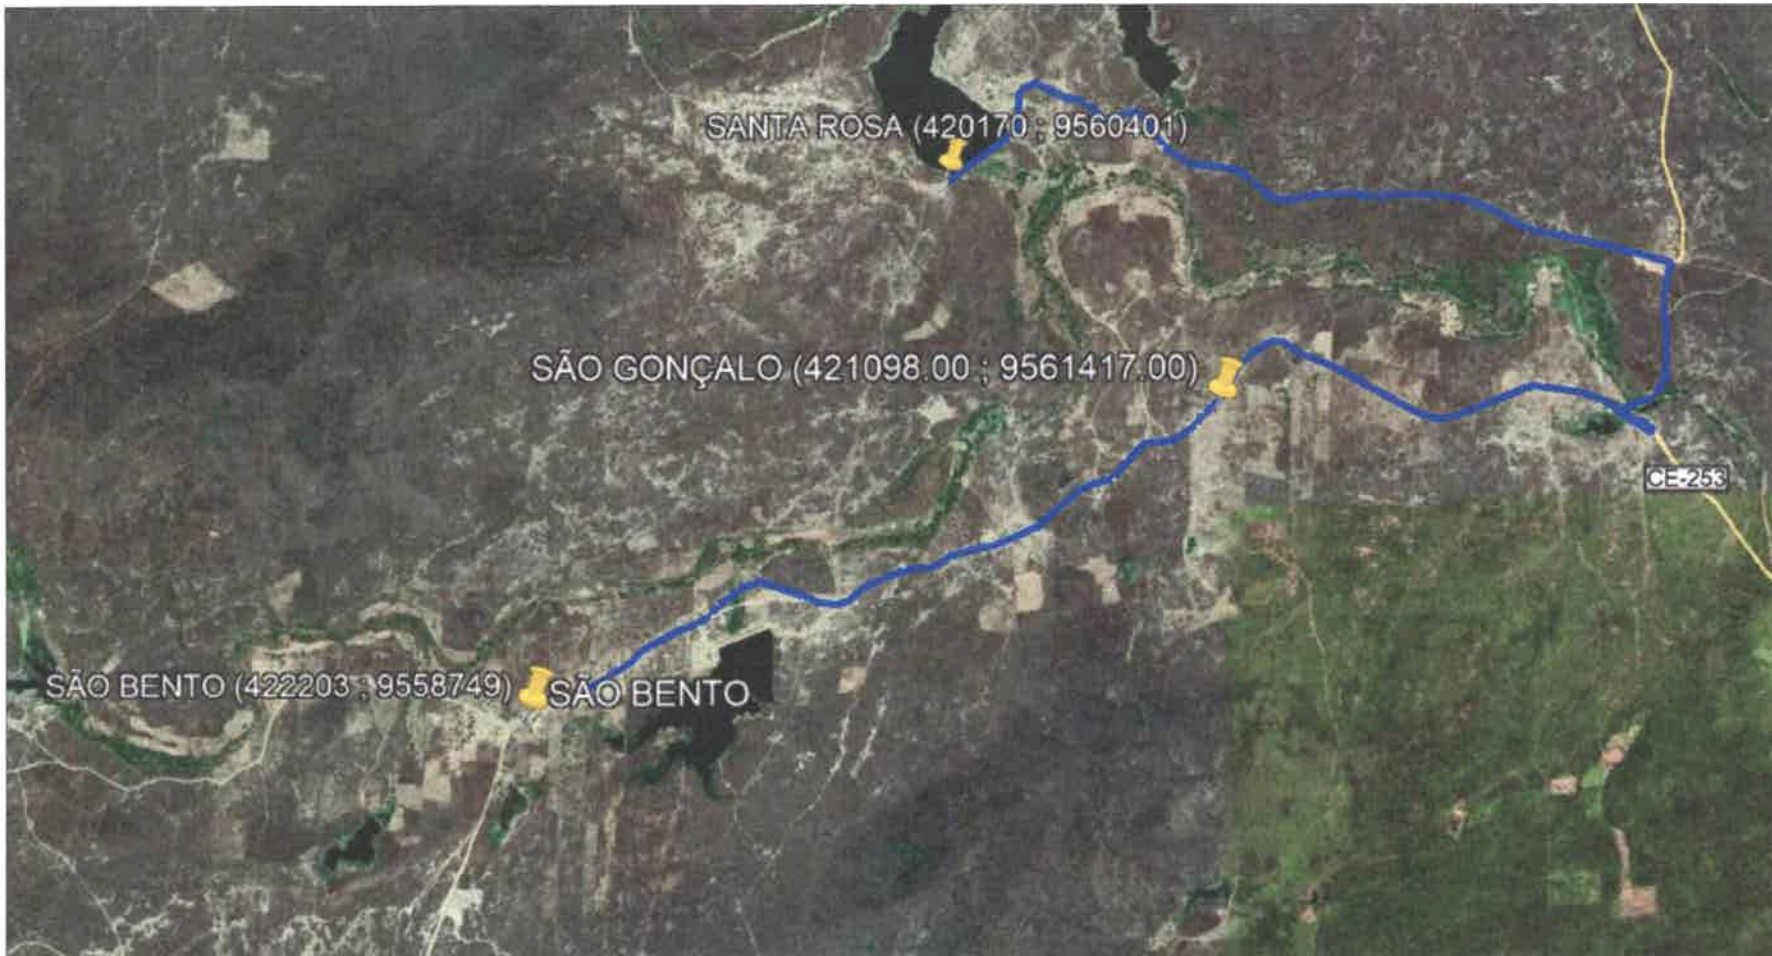 SANTA ROSA (420170 ; 9560401)
SÃO GONÇALO (421098.00 ; 9561417.00)
CE-253
SÃO BENTO (422203 ; 9558749)
SÃO BENTO